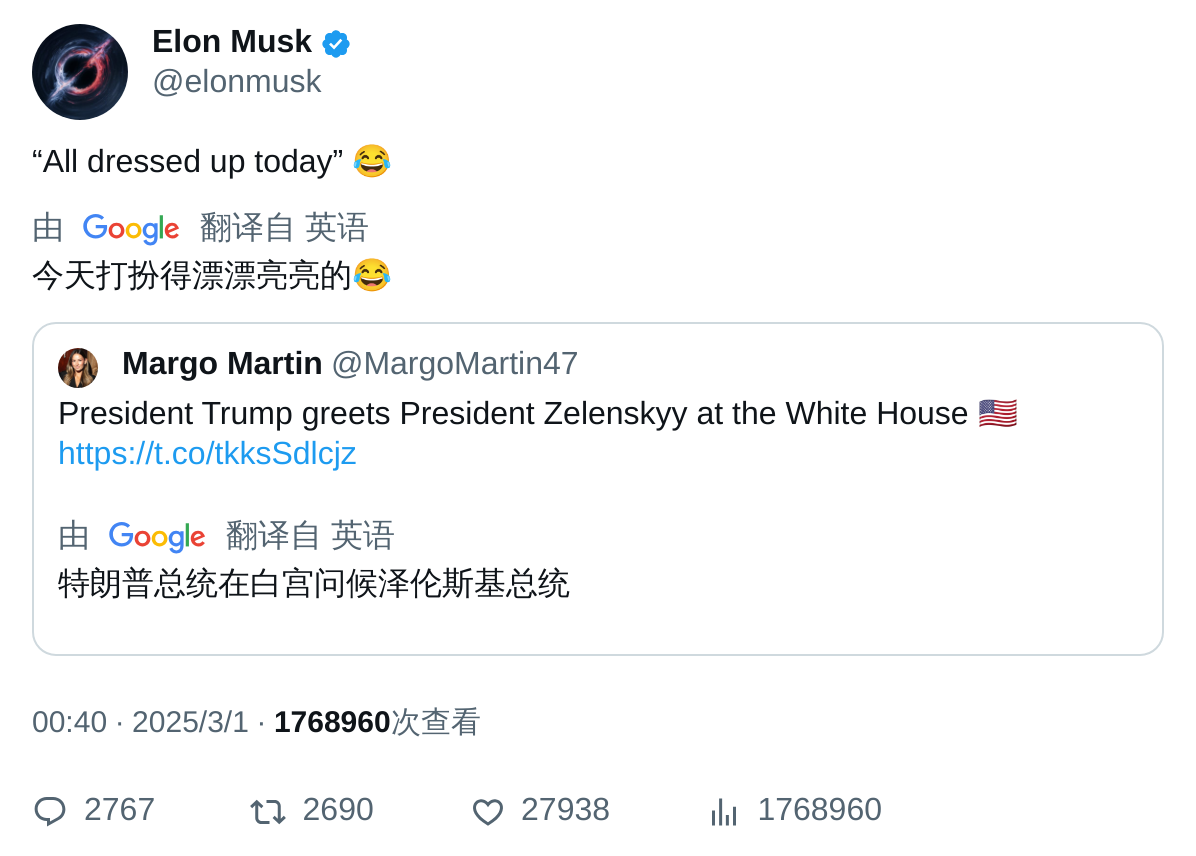 Elon Musk
@elonmusk
“All dressed up today” 😂
由 Google 翻译自 英语
今天打扮得漂漂亮亮的😂
Margo Martin @MargoMartin47
President Trump greets President Zelenskyy at the White House 🇺🇸
https://t.co/tkksSdlcjz
由 Google 翻译自 英语
特朗普总统在白宫问候泽伦斯基总统
00:40 · 2025/3/1 · 1768960次查看
2767 2690 27938 1768960